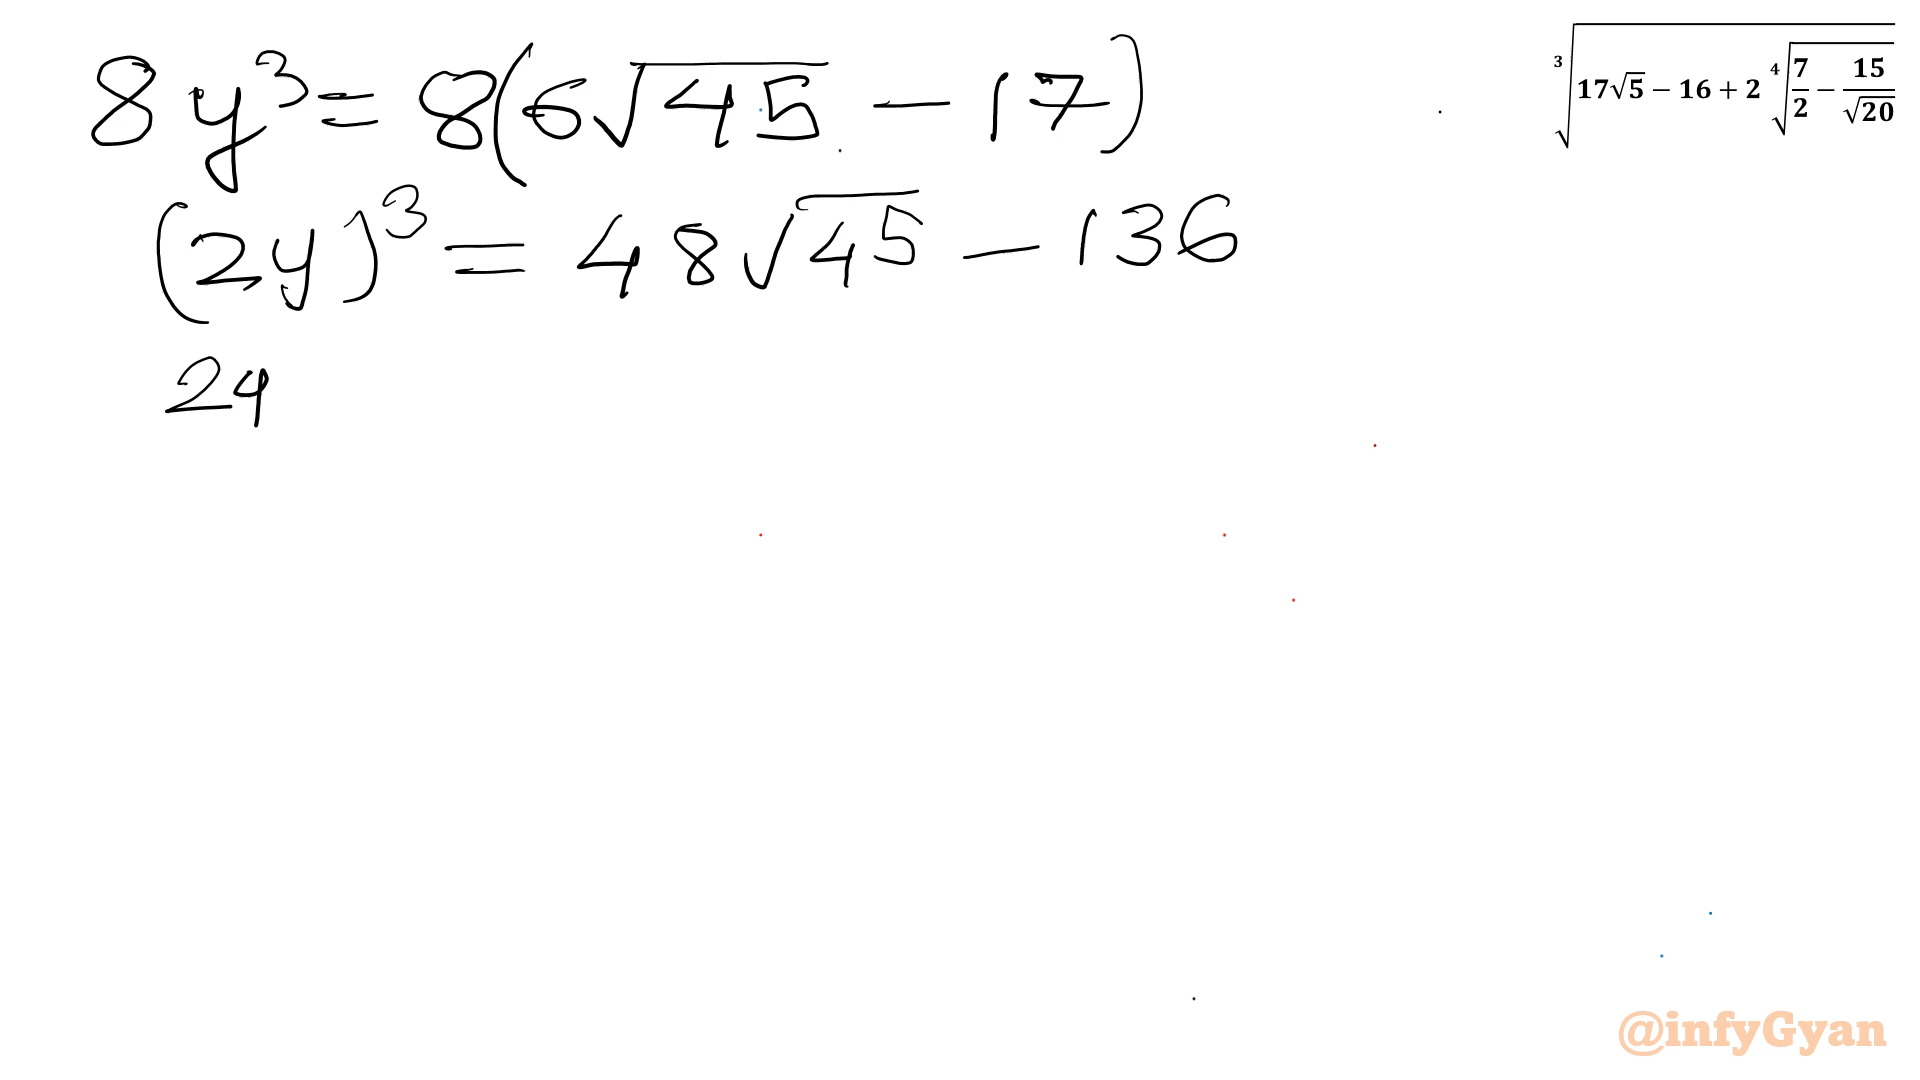 8y³ = 8(6√45 − 17)
∛(17√5 − 16 + 2 ∜(7/2 − 15/√20))
(2y)³ = 48√45 − 136
24
@infyGyan